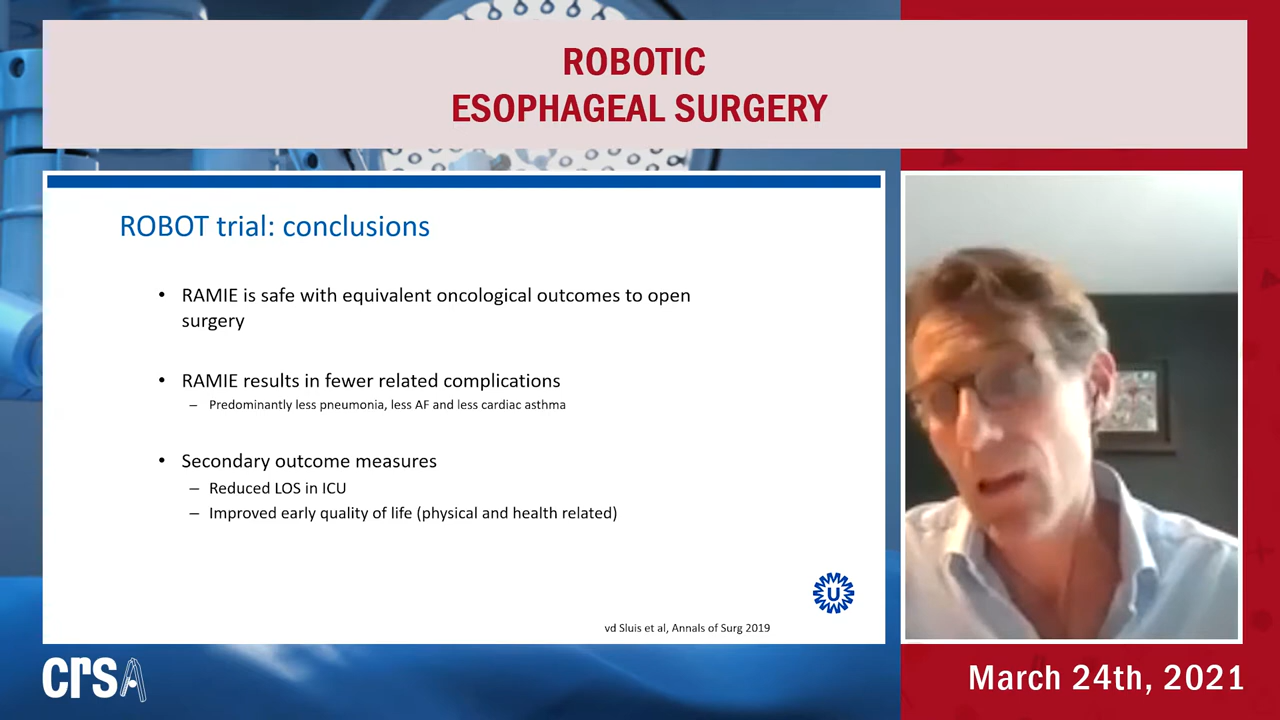 ROBOTIC
ESOPHAGEAL SURGERY
ROBOT trial: conclusions
• RAMIE is safe with equivalent oncological outcomes to open
surgery
• RAMIE results in fewer related complications
– Predominantly less pneumonia, less AF and less cardiac asthma
• Secondary outcome measures
– Reduced LOS in ICU
– Improved early quality of life (physical and health related)
U
vd Sluis et al, Annals of Surg 2019
crsA
March 24th, 2021